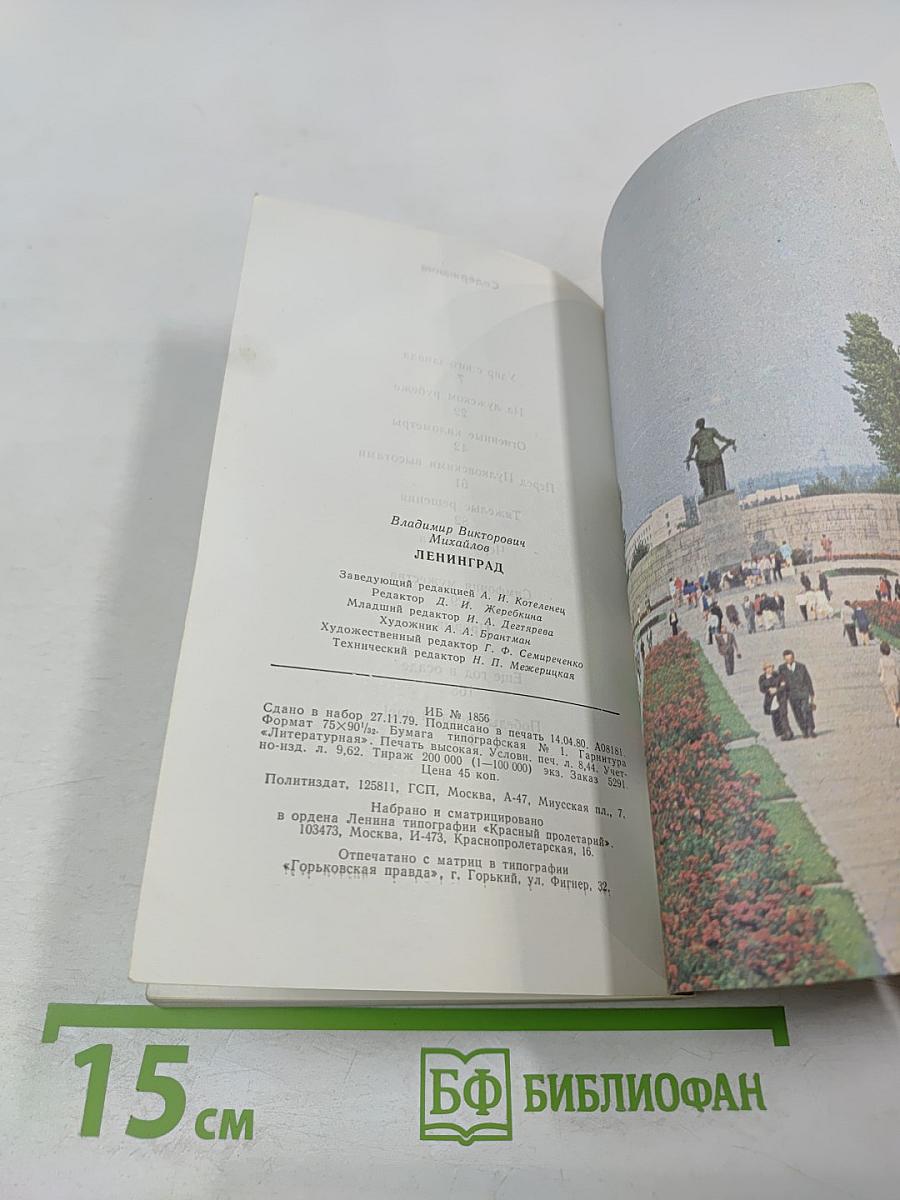 Владимир Викторович
Михайлов
ЛЕНИНГРАД
Заведующий редакцией А. И. Котеленец
Редактор Д. И. Жеребкина
Младший редактор И. А. Дегтярева
Художник А. А. Брантман
Художественный редактор Г. Ф. Семиреченко
Технический редактор Н. П. Межерицкая
ИБ № 1856
Сдано в набор 27.11.79. Подписано в печать 14.04.80. А08181.
Формат 75×90¹/₃₂. Бумага типографская № 1. Гарнитура
«Литературная». Печать высокая. Условн. печ. л. 8,44. Учет-
но-изд. л. 9,62. Тираж 200 000 (1—100 000) экз. Заказ 5291.
Цена 45 коп.
Политиздат, 125811, ГСП, Москва, А-47, Миусская пл., 7.
Набрано и сматрицировано
в ордена Ленина типографии «Красный пролетарий».
103473, Москва, И-473, Краснопролетарская, 16.
Отпечатано с матриц в типографии
«Горьковская правда», г. Горький, ул. Фигнер, 32.
15 см
БФ БИБЛИОФАН